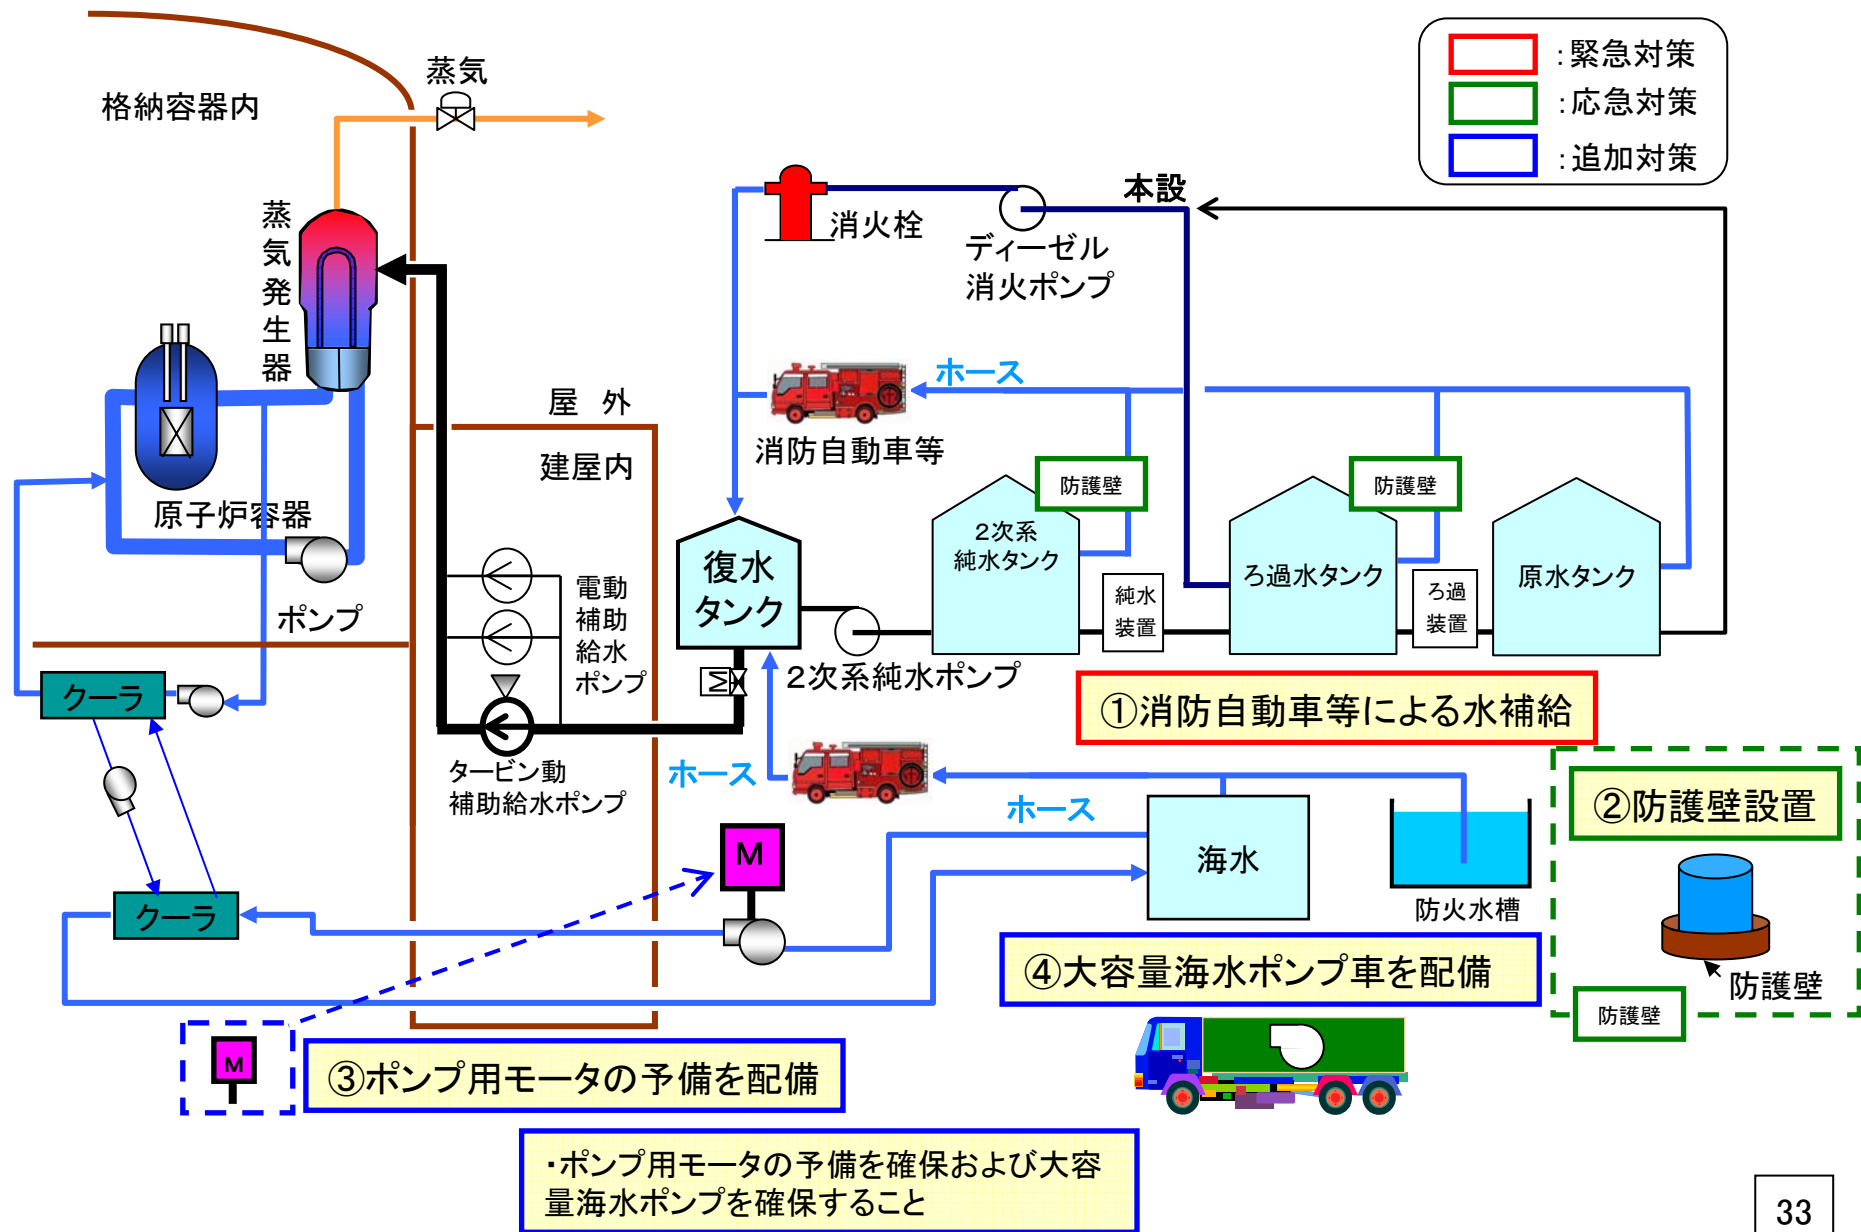 格納容器内
蒸気
：緊急対策
：応急対策
：追加対策
蒸気発生器
消火栓
ディーゼル
消火ポンプ
本設
ホース
消防自動車等
屋　外
建屋内
原子炉容器
ポンプ
防護壁
防護壁
復水
タンク
２次系
純水タンク
純水
装置
ろ過水タンク
ろ過
装置
原水タンク
電動
補助
給水
ポンプ
M
２次系純水ポンプ
クーラ
タービン動
補助給水ポンプ
①消防自動車等による水補給
ホース
ホース
M
海水
防火水槽
②防護壁設置
防護壁
防護壁
クーラ
④大容量海水ポンプ車を配備
M
③ポンプ用モータの予備を配備
・ポンプ用モータの予備を確保および大容
量海水ポンプを確保すること
33